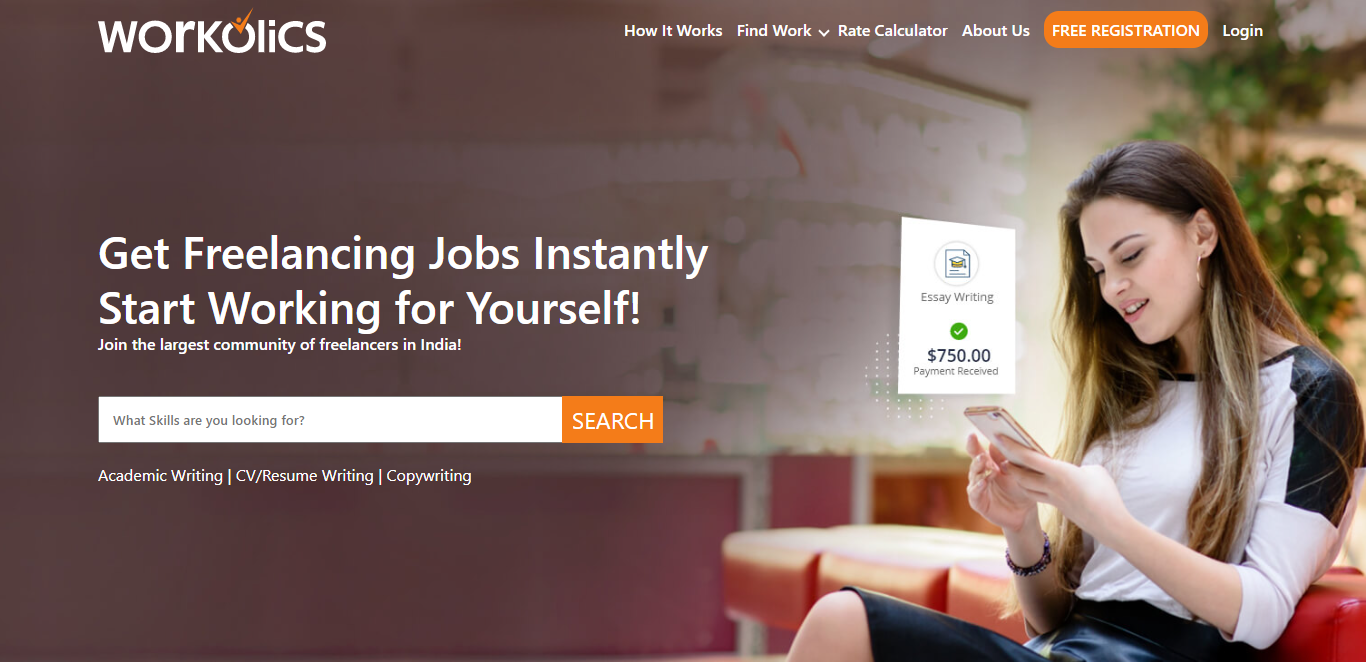 WORKOLICS
How It Works
Find Work
Rate Calculator
About Us
FREE REGISTRATION
Login
Get Freelancing Jobs Instantly
Start Working for Yourself!
Join the largest community of freelancers in India!
What Skills are you looking for?
SEARCH
Academic Writing | CV/Resume Writing | Copywriting
Essay Writing
$750.00
Payment Received